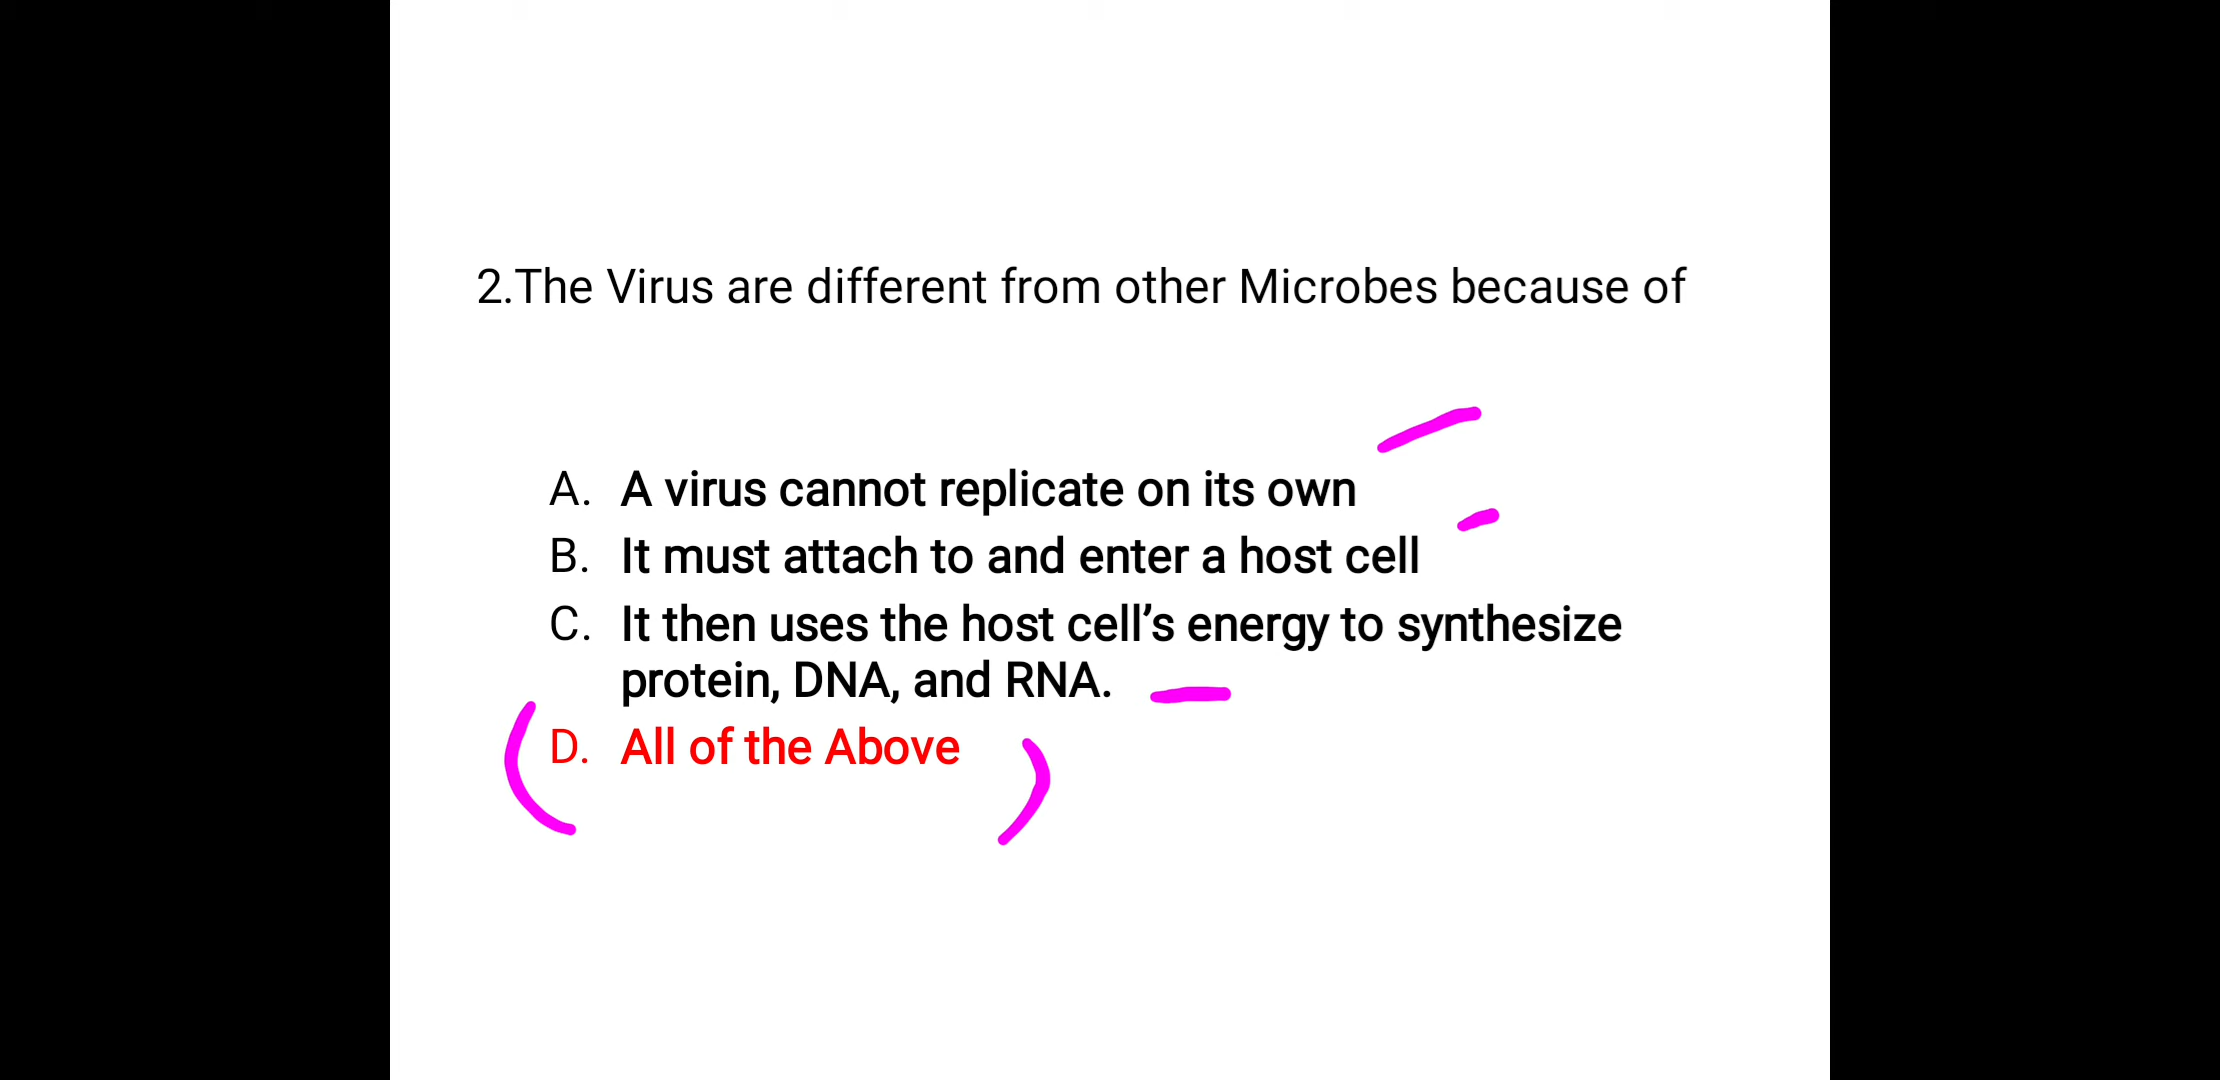 2.The Virus are different from other Microbes because of
A. A virus cannot replicate on its own
B. It must attach to and enter a host cell
C. It then uses the host cell’s energy to synthesize
protein, DNA, and RNA.
D. All of the Above